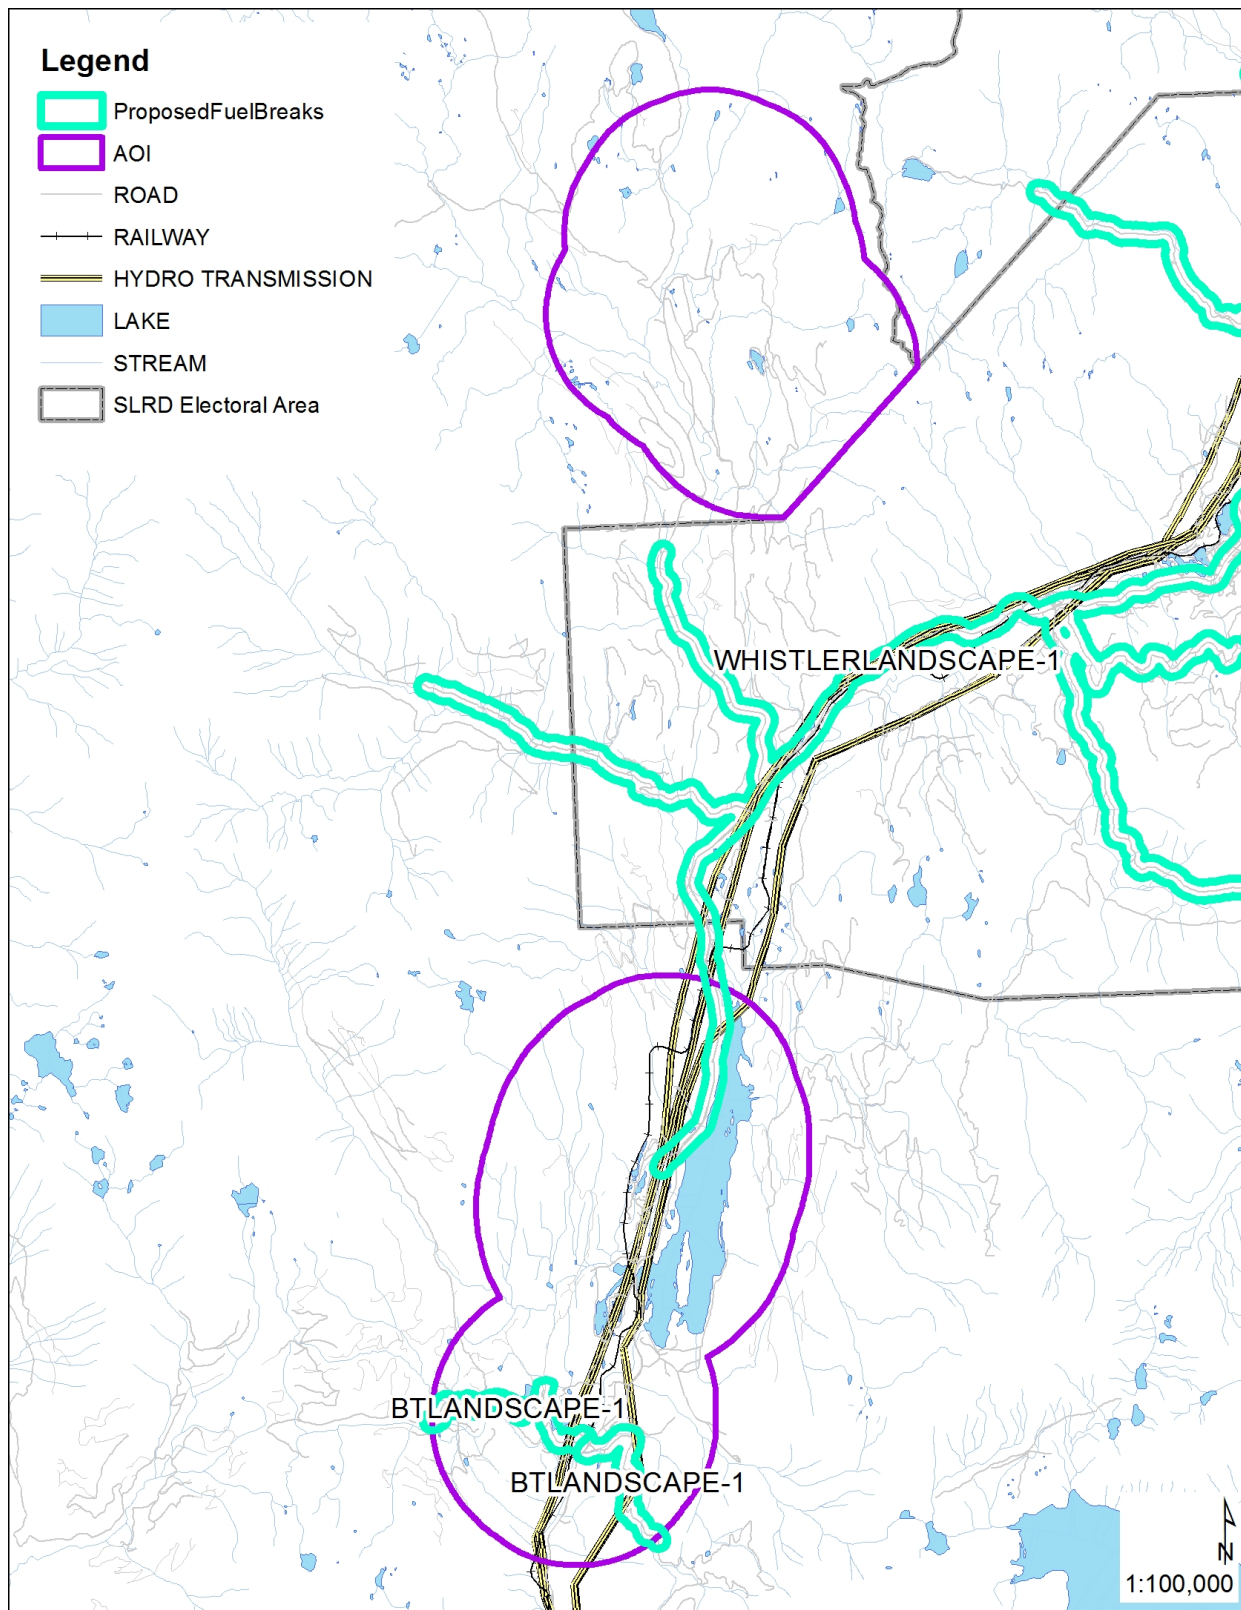 Legend
ProposedFuelBreaks
AOI
ROAD
RAILWAY
HYDRO TRANSMISSION
LAKE
STREAM
SLRD Electoral Area
WHISTLERLANDSCAPE-1
BTLANDSCAPE-1
BTLANDSCAPE-1
N
1:100,000